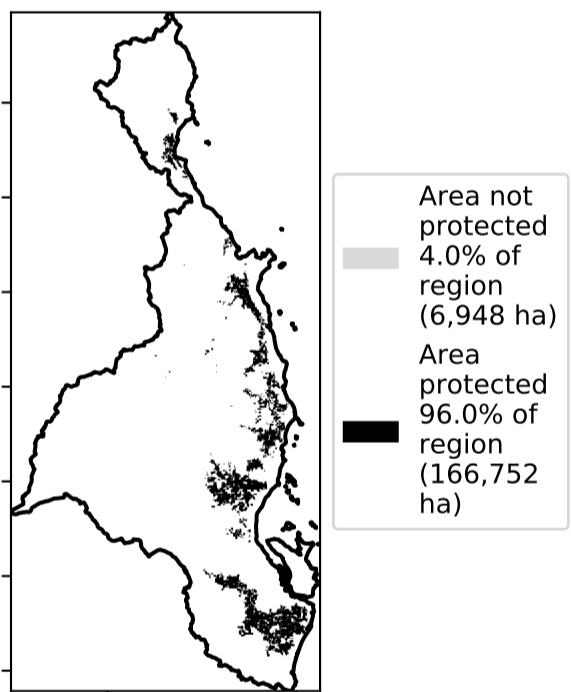 Area not
protected
4.0% of
region
(6,948 ha)
Area
protected
96.0% of
region
(166,752
ha)